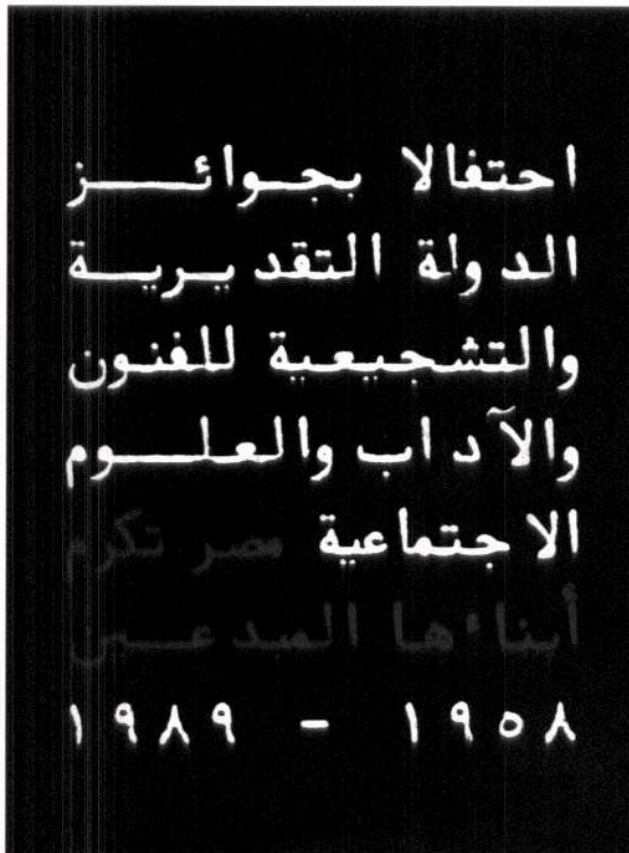 احتفالا بجوائز
الدولة التقديرية
والتشجيعية للفنون
والآداب والعلوم
الاجتماعية مصر تكرم
أبناءها المبدعين
١٩٥٨ - ١٩٨٩